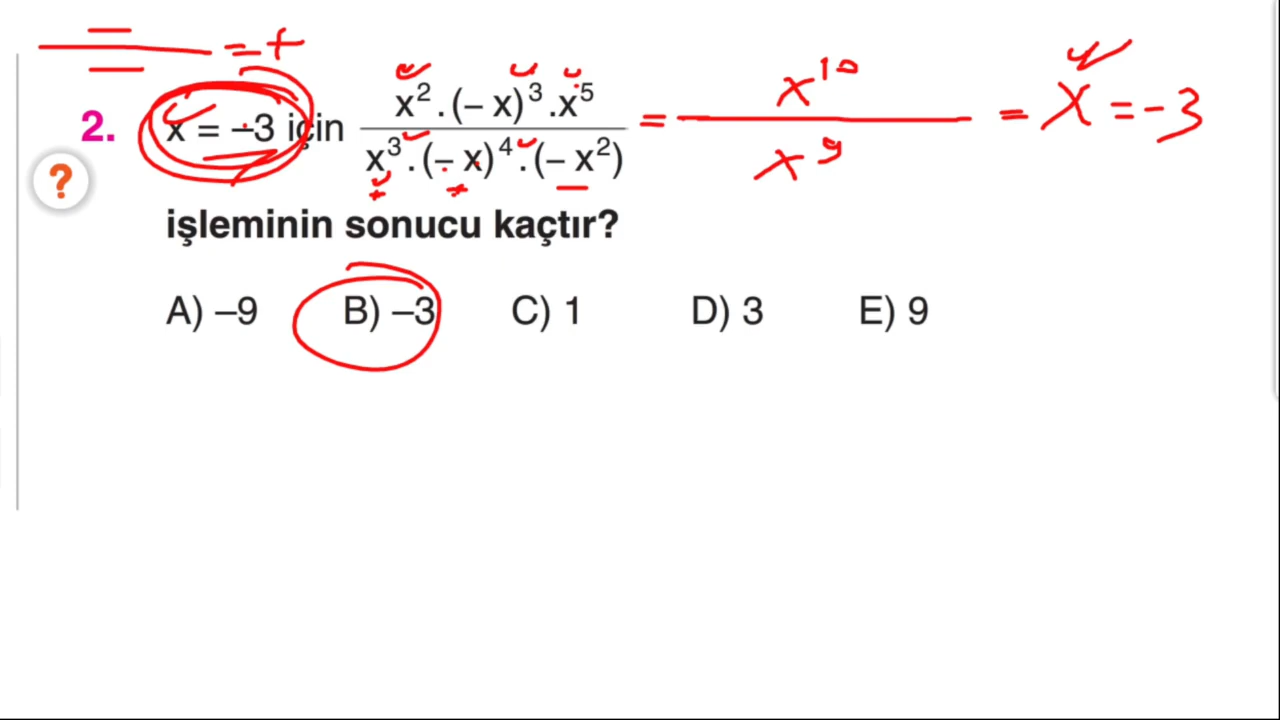 — / — = +
2. x = –3 için x² . (– x)³ . x⁵ / x³ . (– x)⁴ . (– x²) = x¹⁰ / x⁹ = x = -3
?
işleminin sonucu kaçtır?
A) –9 B) –3 C) 1 D) 3 E) 9